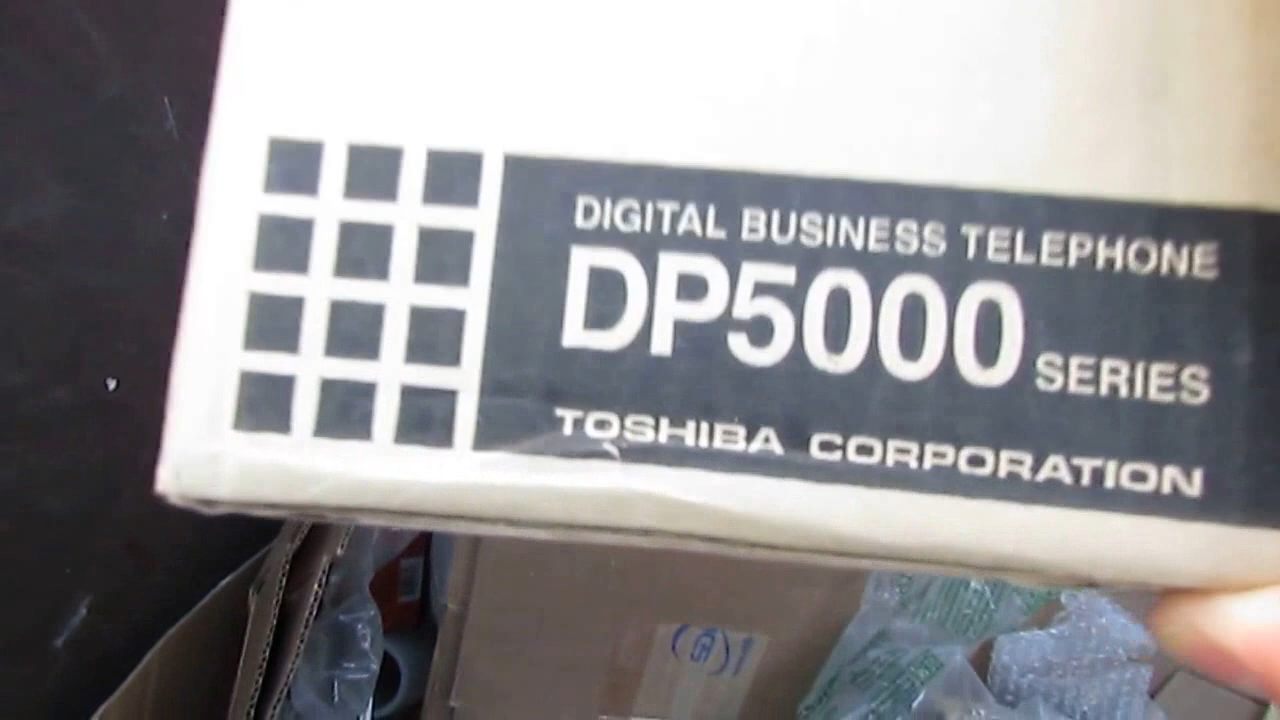 DIGITAL BUSINESS TELEPHONE
DP5000 SERIES
TOSHIBA CORPORATION